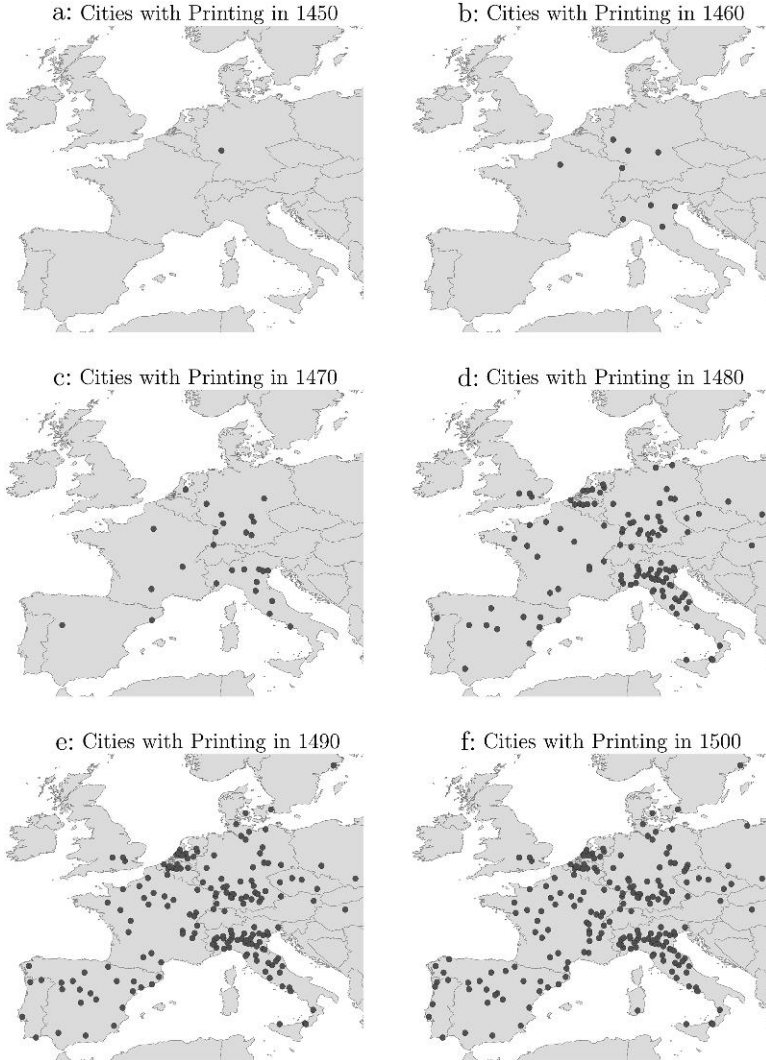 a: Cities with Printing in 1450
b: Cities with Printing in 1460
c: Cities with Printing in 1470
d: Cities with Printing in 1480
e: Cities with Printing in 1490
f: Cities with Printing in 1500